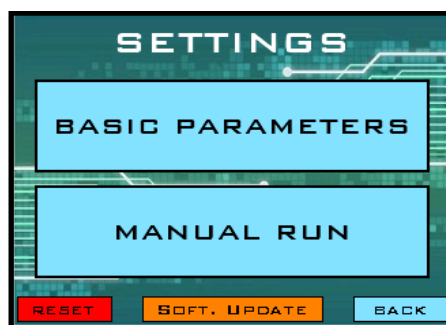 SETTINGS
BASIC PARAMETERS
MANUAL RUN
RESET SOFT. UPDATE BACK